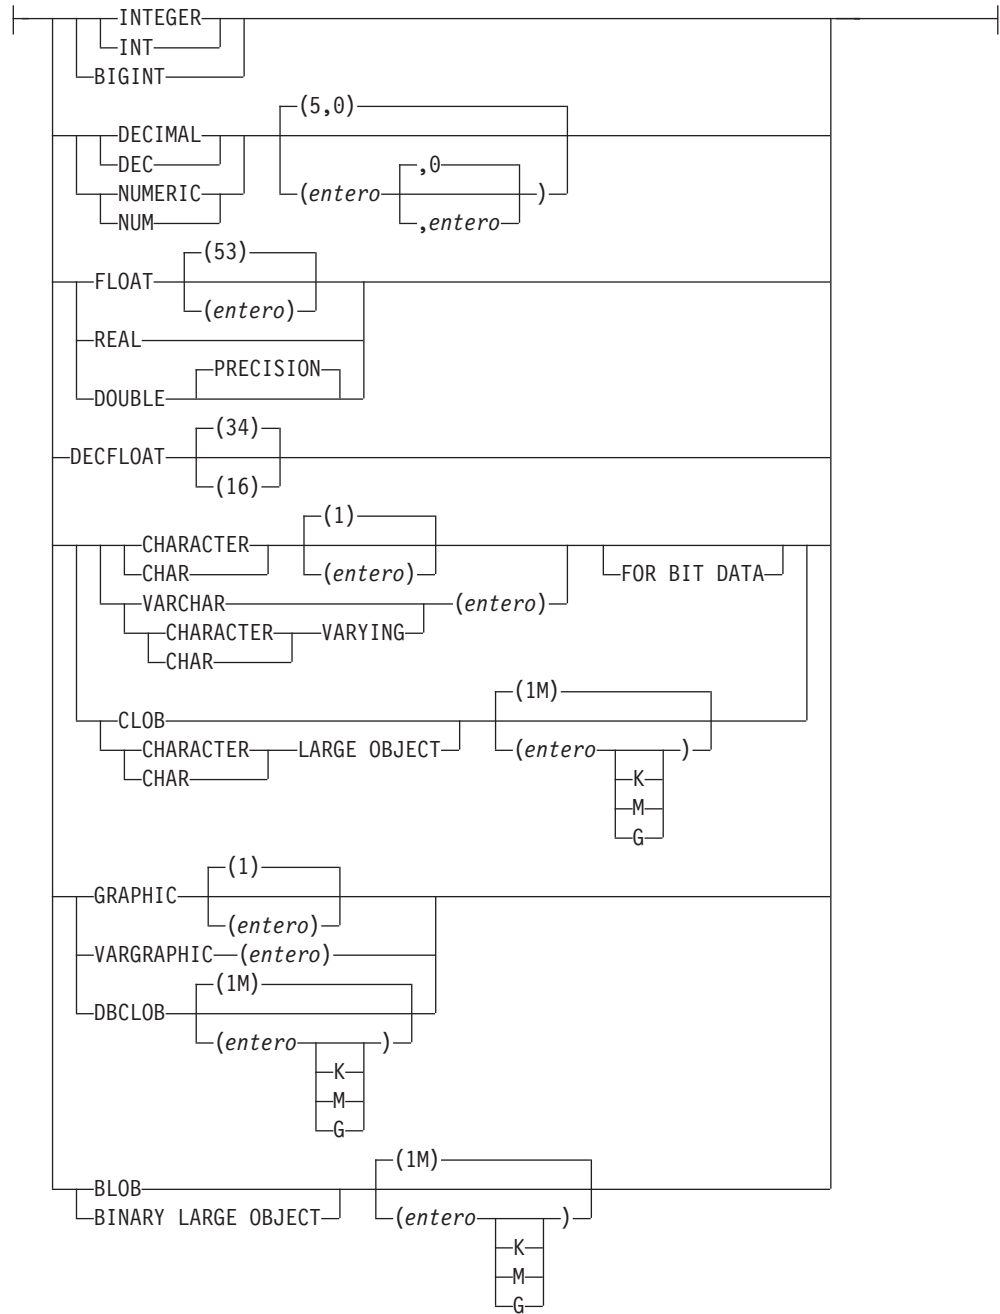 INTEGER
INT
BIGINT
(5,0)
DECIMAL
DEC
,0
NUMERIC
(entero )
NUM
,entero
(53)
FLOAT
(entero)
REAL
PRECISION
DOUBLE
(34)
DECFLOAT
(16)
(1)
CHARACTER
CHAR
(entero)
FOR BIT DATA
VARCHAR
(entero)
CHARACTER
VARYING
CHAR
(1M)
CLOB
CHARACTER
LARGE OBJECT
(entero )
CHAR
K
M
G
(1)
GRAPHIC
(entero)
VARGRAPHIC
(entero)
(1M)
DBCLOB
(entero )
K
M
G
(1M)
BLOB
BINARY LARGE OBJECT
(entero )
K
M
G